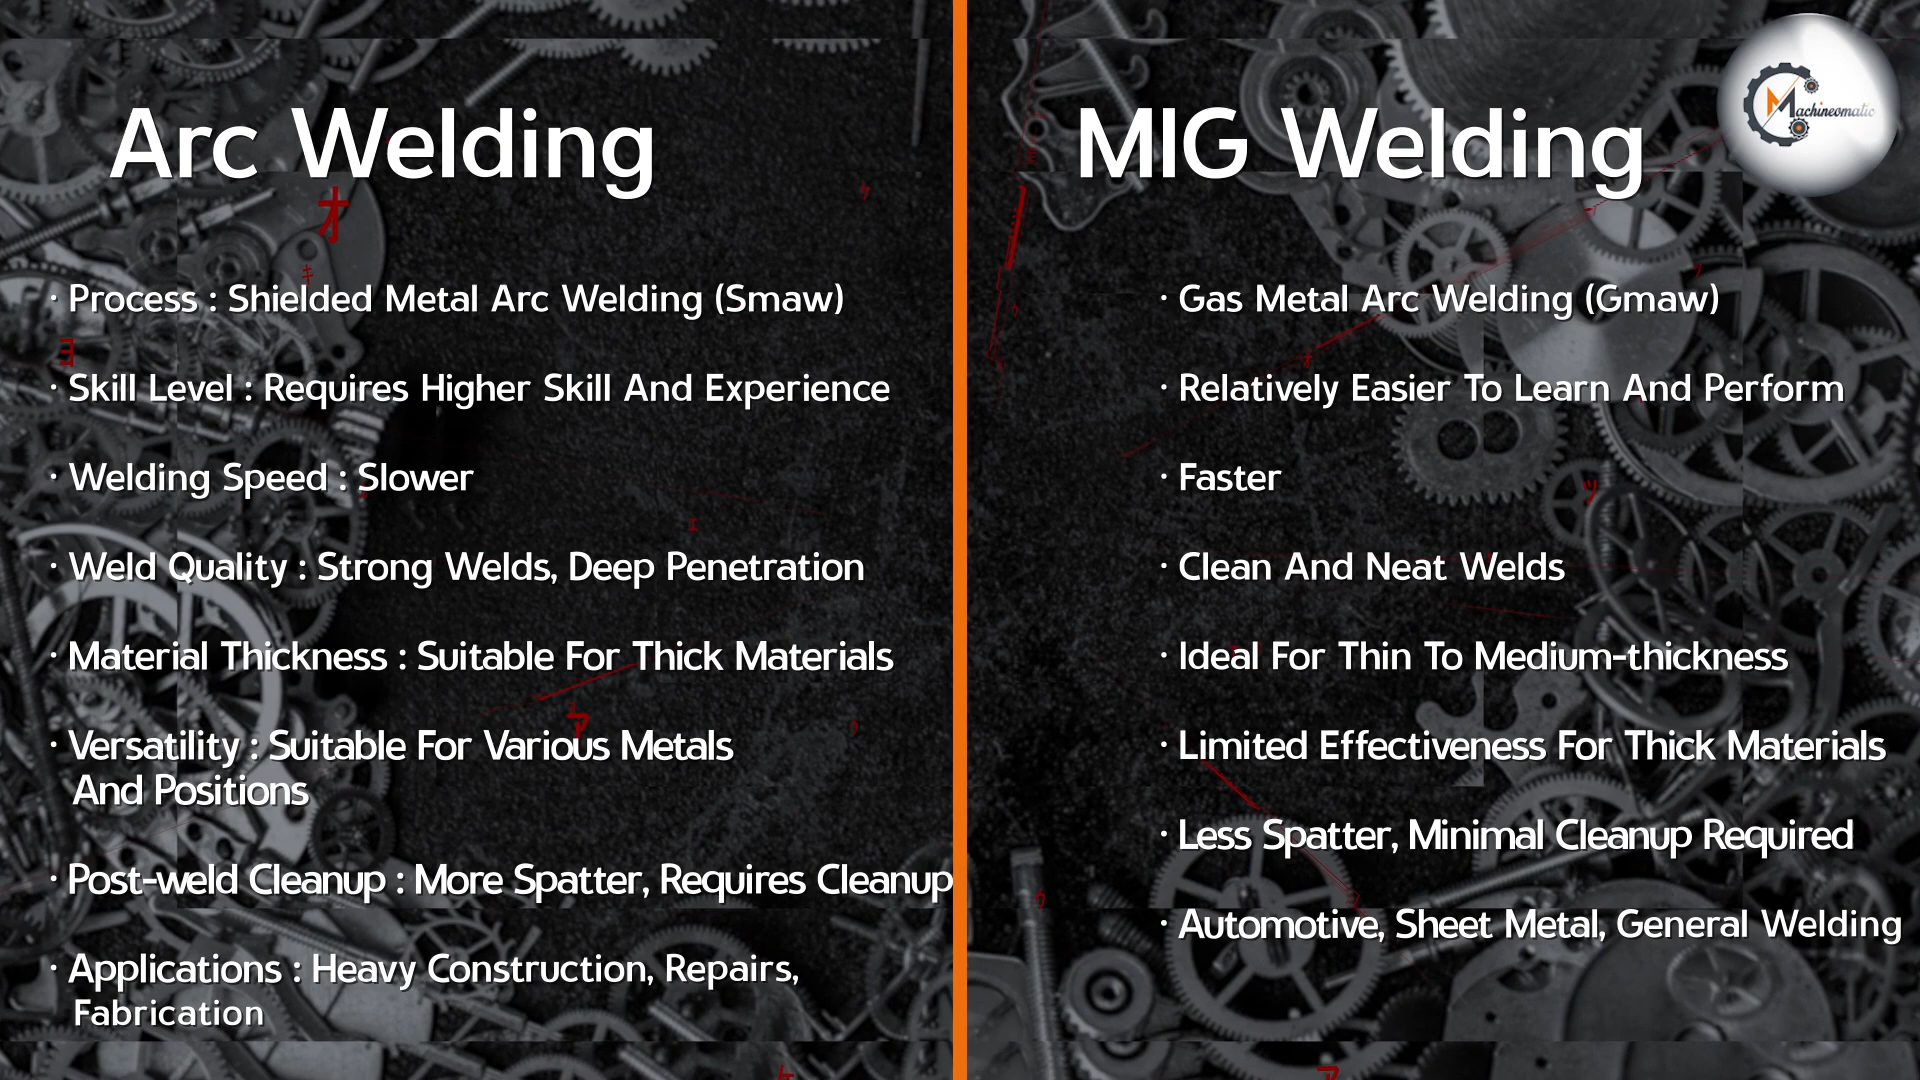 Arc Welding
· Process : Shielded Metal Arc Welding (Smaw)
· Skill Level : Requires Higher Skill And Experience
· Welding Speed : Slower
· Weld Quality : Strong Welds, Deep Penetration
· Material Thickness : Suitable For Thick Materials
· Versatility : Suitable For Various Metals
And Positions
· Post-weld Cleanup : More Spatter, Requires Cleanup
· Applications : Heavy Construction, Repairs,
Fabrication
MIG Welding
· Gas Metal Arc Welding (Gmaw)
· Relatively Easier To Learn And Perform
· Faster
· Clean And Neat Welds
· Ideal For Thin To Medium-thickness
· Limited Effectiveness For Thick Materials
· Less Spatter, Minimal Cleanup Required
· Automotive, Sheet Metal, General Welding
Machineomatic
オ
キ
ヨ
ア